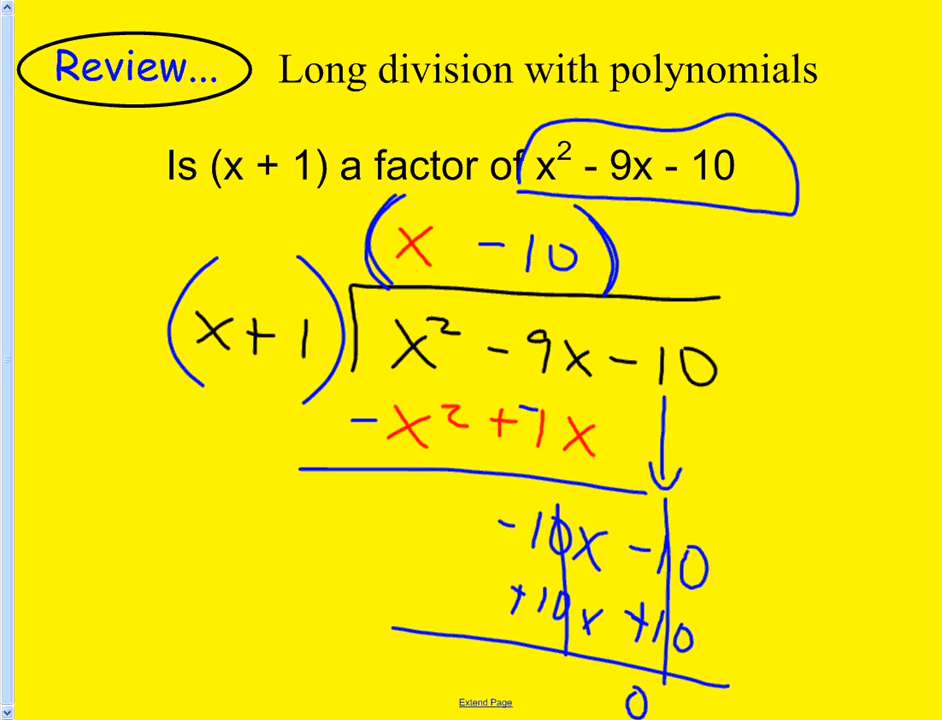 Review... Long division with polynomials
Is (x + 1) a factor of x² - 9x - 10
(x - 10)
(x + 1) x² - 9x - 10
- x² + 1x
- 10x - 10
+ 10x + 10
0
Extend Page